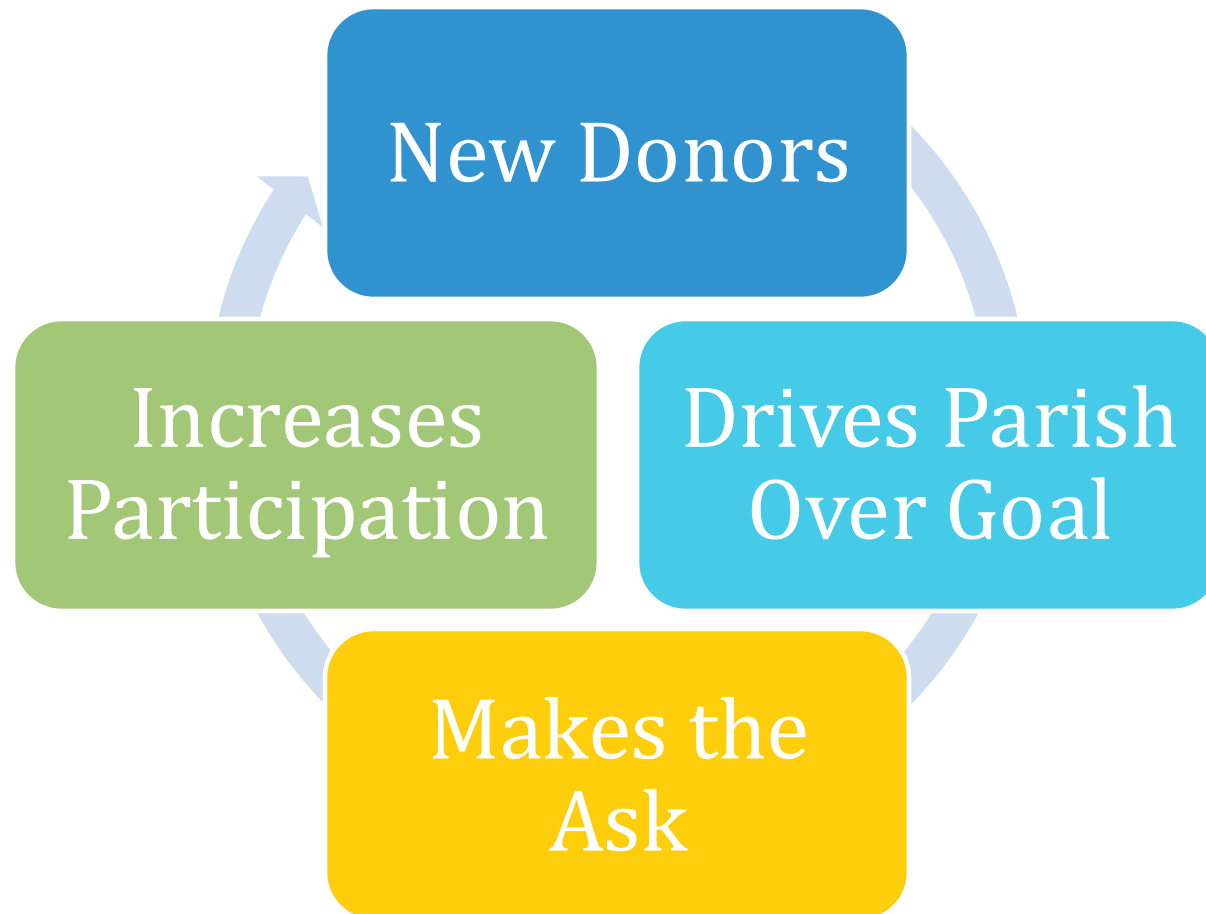 New Donors
Increases
Participation
Drives Parish
Over Goal
Makes the
Ask